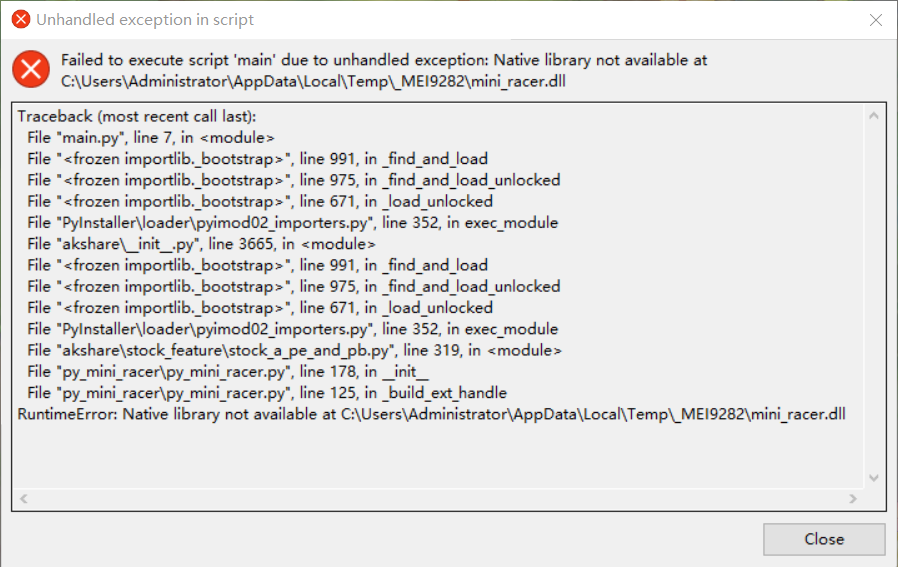 Unhandled exception in script
Failed to execute script 'main' due to unhandled exception: Native library not available at
C:\Users\Administrator\AppData\Local\Temp\_MEI9282\mini_racer.dll
Traceback (most recent call last):
File "main.py", line 7, in <module>
File "<frozen importlib._bootstrap>", line 991, in _find_and_load
File "<frozen importlib._bootstrap>", line 975, in _find_and_load_unlocked
File "<frozen importlib._bootstrap>", line 671, in _load_unlocked
File "PyInstaller\loader\pyimod02_importers.py", line 352, in exec_module
File "akshare\__init__.py", line 3665, in <module>
File "<frozen importlib._bootstrap>", line 991, in _find_and_load
File "<frozen importlib._bootstrap>", line 975, in _find_and_load_unlocked
File "<frozen importlib._bootstrap>", line 671, in _load_unlocked
File "PyInstaller\loader\pyimod02_importers.py", line 352, in exec_module
File "akshare\stock_feature\stock_a_pe_and_pb.py", line 319, in <module>
File "py_mini_racer\py_mini_racer.py", line 178, in __init__
File "py_mini_racer\py_mini_racer.py", line 125, in _build_ext_handle
RuntimeError: Native library not available at C:\Users\Administrator\AppData\Local\Temp\_MEI9282\mini_racer.dll
Close